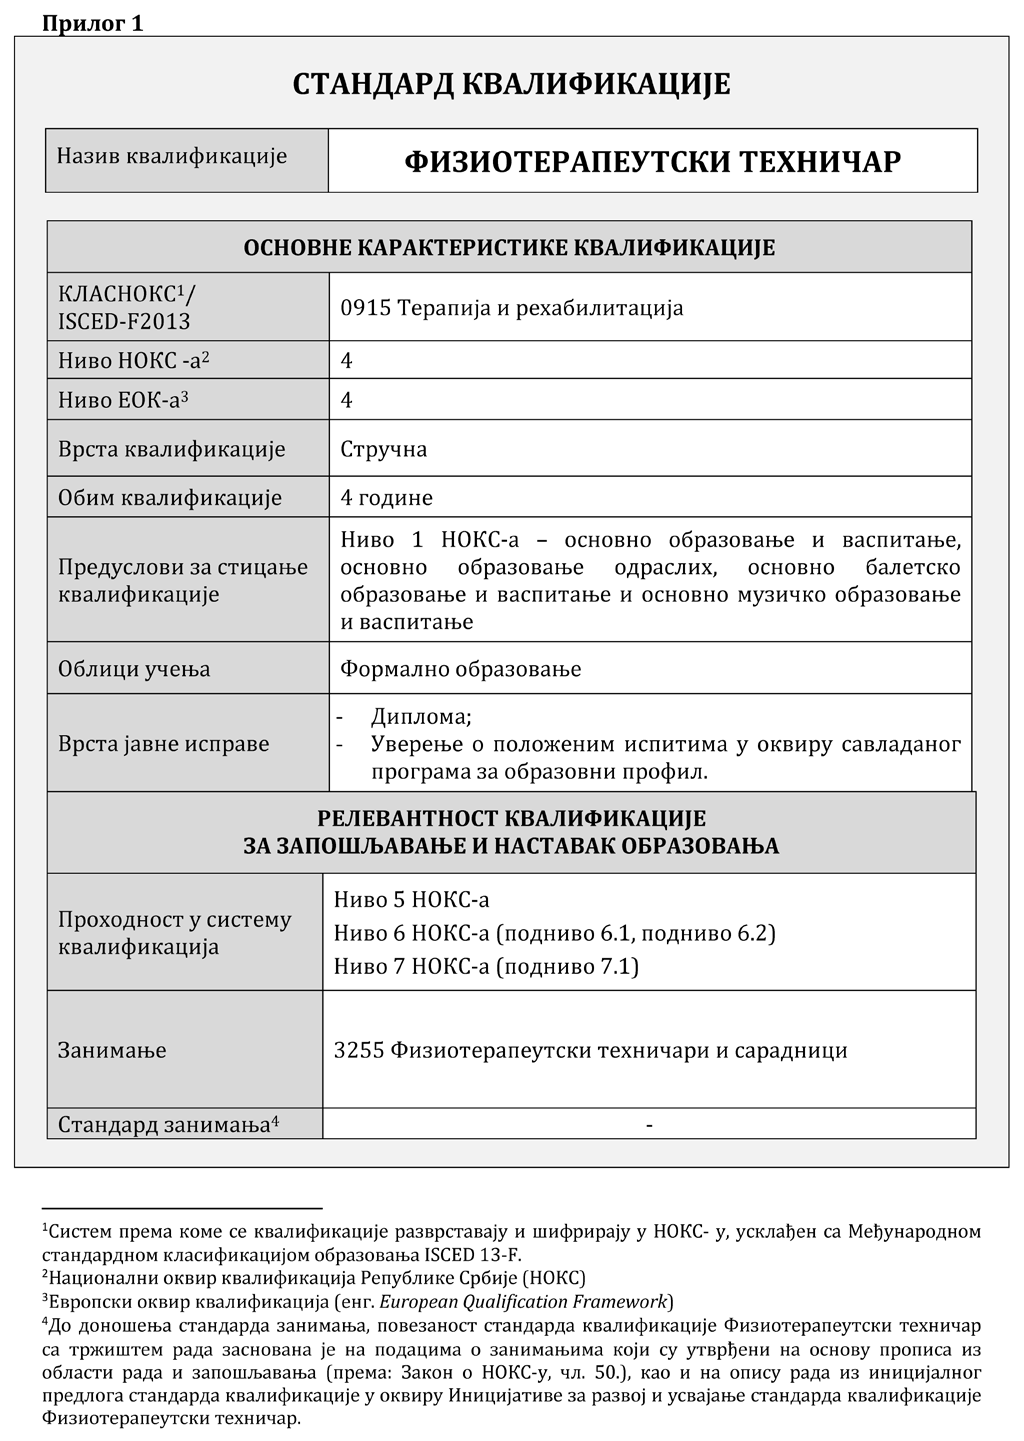 Прилог 1
СТАНДАРД КВАЛИФИКАЦИЈЕ
Назив квалификације
ФИЗИОТЕРАПЕУТСКИ ТЕХНИЧАР
ОСНОВНЕ КАРАКТЕРИСТИКЕ КВАЛИФИКАЦИЈЕ
КЛАСНОКС¹/
ISCED-F2013
0915 Терапија и рехабилитација
Ниво НОКС -а²
4
Ниво ЕОК-а³
4
Врста квалификације
Стручна
Обим квалификације
4 године
Предуслови за стицање
квалификације
Ниво 1 НОКС-а – основно образовање и васпитање,
основно образовање одраслих, основно балетско
образовање и васпитање и основно музичко образовање
и васпитање
Облици учења
Формално образовање
Врста јавне исправе
- Диплома;
- Уверење о положеним испитима у оквиру савладаног
програма за образовни профил.
РЕЛЕВАНТНОСТ КВАЛИФИКАЦИЈЕ
ЗА ЗАПОШЉАВАЊЕ И НАСТАВАК ОБРАЗОВАЊА
Проходност у систему
квалификација
Ниво 5 НОКС-а
Ниво 6 НОКС-а (подниво 6.1, подниво 6.2)
Ниво 7 НОКС-а (подниво 7.1)
Занимање
3255 Физиотерапеутски техничари и сарадници
Стандард занимања⁴
-
¹Систем према коме се квалификације разврставају и шифрирају у НОКС- у, усклађен са Међународном
стандардном класификацијом образовања ISCED 13-F.
²Национални оквир квалификација Републике Србије (НОКС)
³Европски оквир квалификација (енг. European Qualification Framework)
⁴До доношења стандарда занимања, повезаност стандарда квалификације Физиотерапеутски техничар
са тржиштем рада заснована је на подацима о занимањима који су утврђени на основу прописа из
области рада и запошљавања (према: Закон о НОКС-у, чл. 50.), као и на опису рада из иницијалног
предлога стандарда квалификације у оквиру Иницијативе за развој и усвајање стандарда квалификације
Физиотерапеутски техничар.